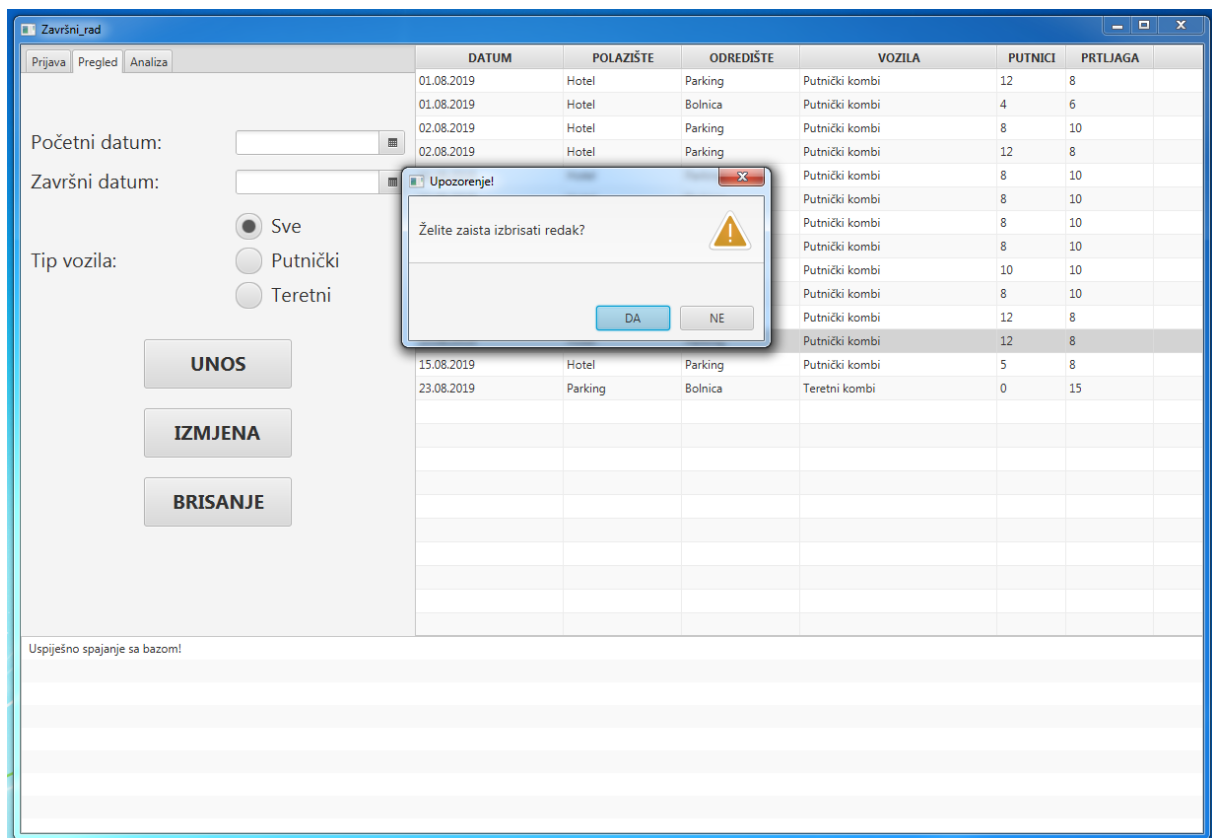 Završni_rad
Prijava Pregled Analiza
Početni datum:
Završni datum:
Tip vozila:
Sve
Putnički
Teretni
UNOS
IZMJENA
BRISANJE
DATUM POLAZIŠTE ODREDIŠTE VOZILA PUTNICI PRTLJAGA
01.08.2019 Hotel Parking Putnički kombi 12 8
01.08.2019 Hotel Bolnica Putnički kombi 4 6
02.08.2019 Hotel Parking Putnički kombi 8 10
02.08.2019 Hotel Parking Putnički kombi 12 8
Putnički kombi 8 10
Putnički kombi 8 10
Putnički kombi 8 10
Putnički kombi 8 10
Putnički kombi 10 10
Putnički kombi 8 10
Putnički kombi 12 8
Putnički kombi 12 8
15.08.2019 Hotel Parking Putnički kombi 5 8
23.08.2019 Parking Bolnica Teretni kombi 0 15
Upozorenje!
Želite zaista izbrisati redak?
DA NE
Uspiješno spajanje sa bazom!